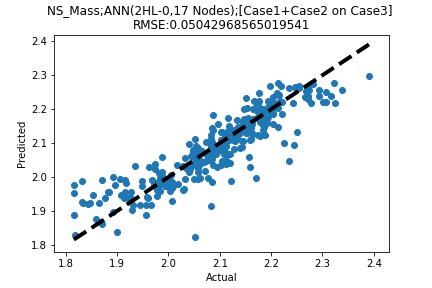 NS_Mass;ANN(2HL-0,17 Nodes);[Case1+Case2 on Case3]
RMSE:0.05042968565019541
2.4
2.3
2.2
2.1
2.0
1.9
1.8
Predicted
1.8 1.9 2.0 2.1 2.2 2.3 2.4
Actual